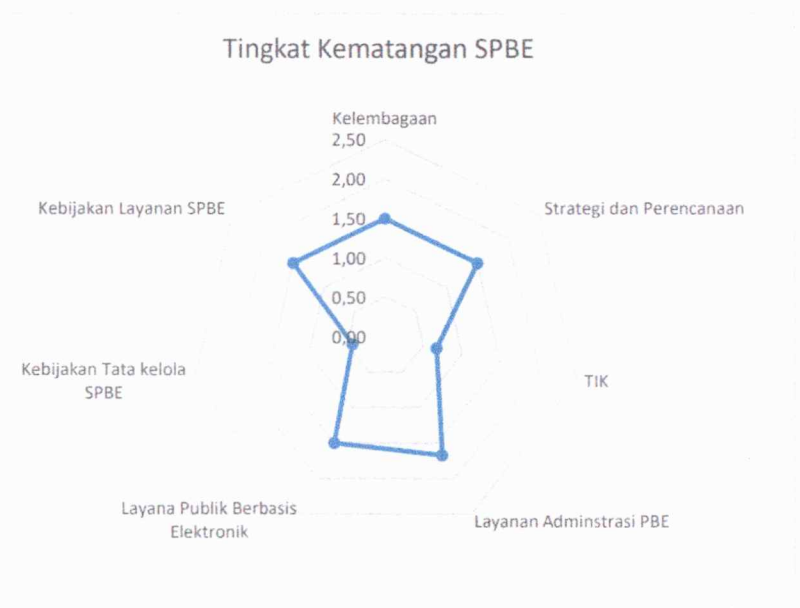 Tingkat Kematangan SPBE
Kelembagaan
2,50
2,00
1,50
1,00
0,50
0,00
Strategi dan Perencanaan
TIK
Layanan Adminstrasi PBE
Layana Publik Berbasis
Elektronik
Kebijakan Tata kelola
SPBE
Kebijakan Layanan SPBE